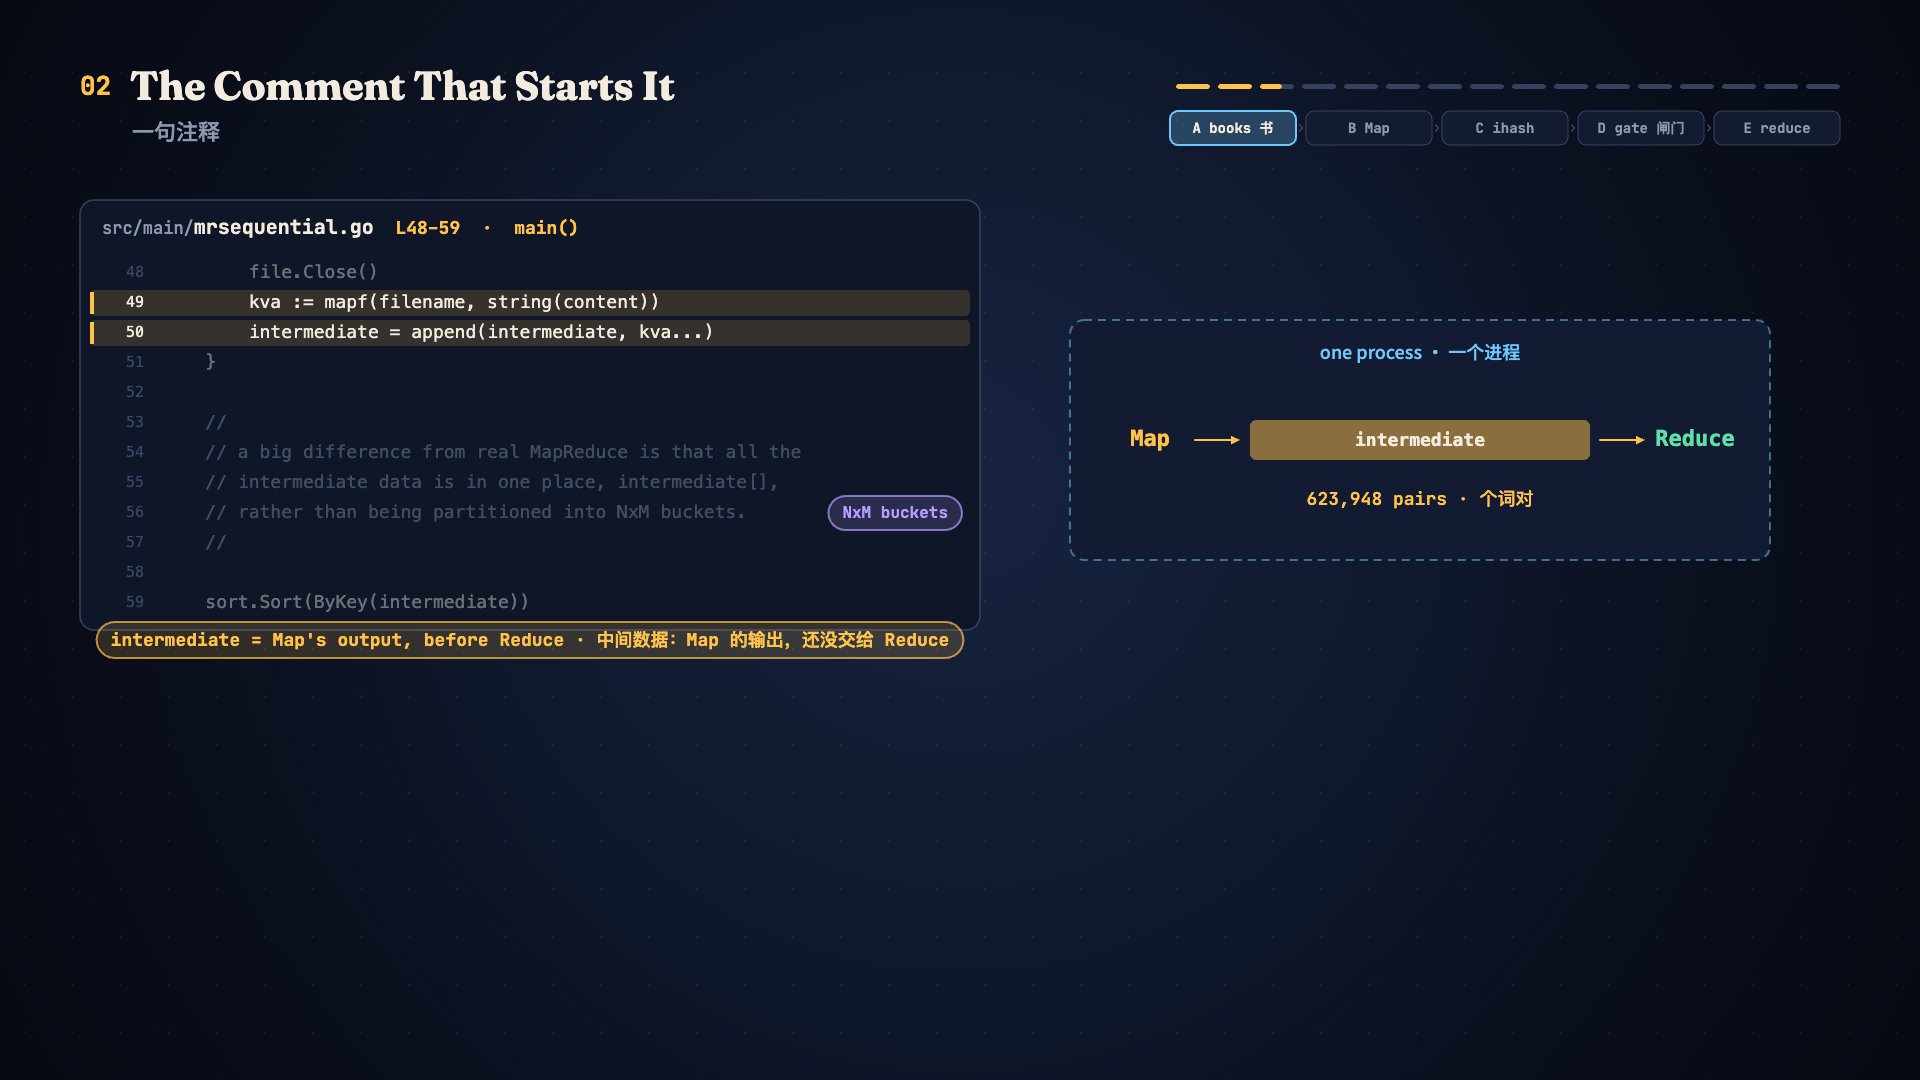 02 The Comment That Starts It
一句注释
A books 书 › B Map › C ihash › D gate 闸门 › E reduce
src/main/mrsequential.go L48-59 · main()
48 file.Close()
49 kva := mapf(filename, string(content))
50 intermediate = append(intermediate, kva...)
51 }
52
53 //
54 // a big difference from real MapReduce is that all the
55 // intermediate data is in one place, intermediate[],
56 // rather than being partitioned into NxM buckets.
NxM buckets
57 //
58
59 sort.Sort(ByKey(intermediate))
intermediate = Map's output, before Reduce · 中间数据: Map 的输出, 还没交给 Reduce
one process · 一个进程
Map intermediate Reduce
623,948 pairs · 个词对